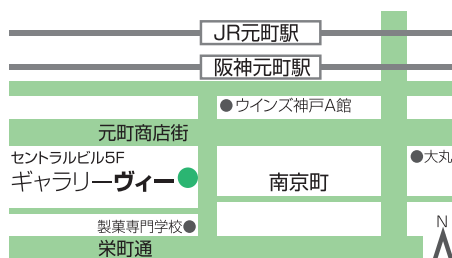 JR元町駅
阪神元町駅
ウインズ神戸A館
元町商店街
大丸
セントラルビル5F
ギャラリーヴィー
南京町
製菓専門学校
栄町通
N